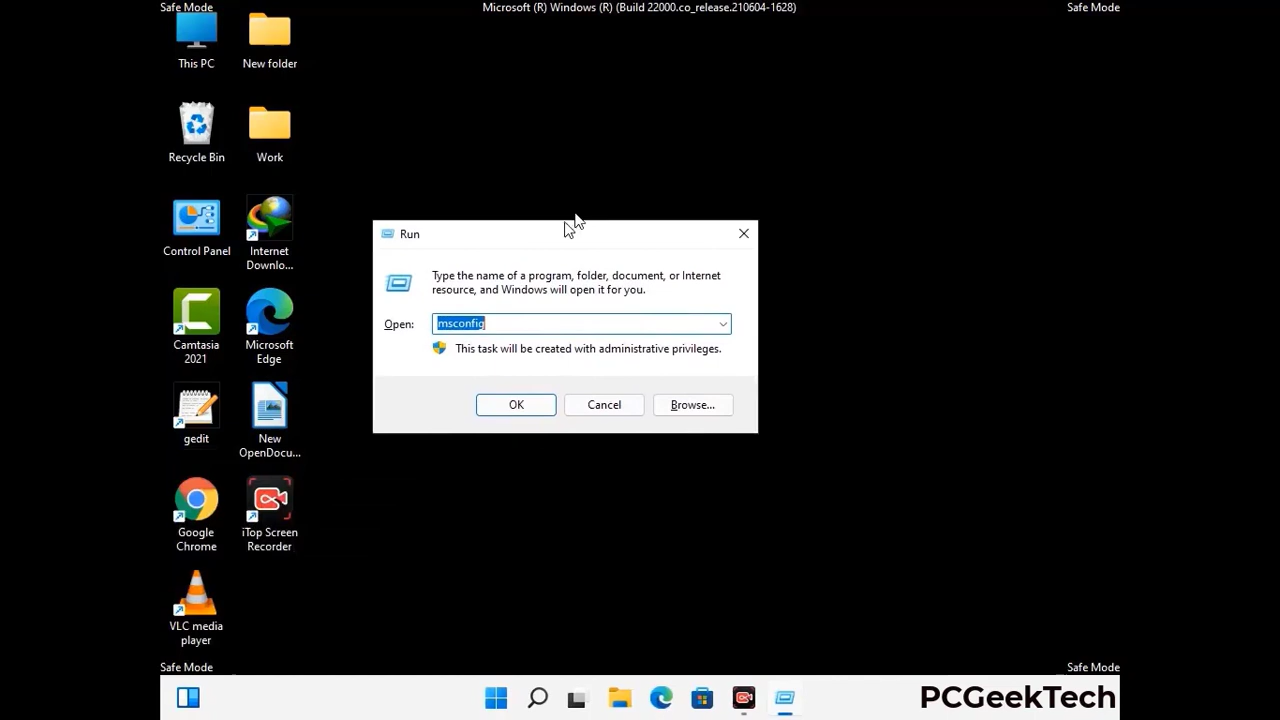 Safe Mode
Microsoft (R) Windows (R) (Build 22000.co_release.210604-1628)
Safe Mode
This PC
New folder
Recycle Bin
Work
Control Panel
Internet
Downlo...
Camtasia
2021
Microsoft
Edge
gedit
New
OpenDocu...
Google
Chrome
iTop Screen
Recorder
VLC media
player
Run
Type the name of a program, folder, document, or Internet
resource, and Windows will open it for you.
Open:
msconfig
This task will be created with administrative privileges.
OK
Cancel
Browse...
Safe Mode
Safe Mode
PCGeekTech